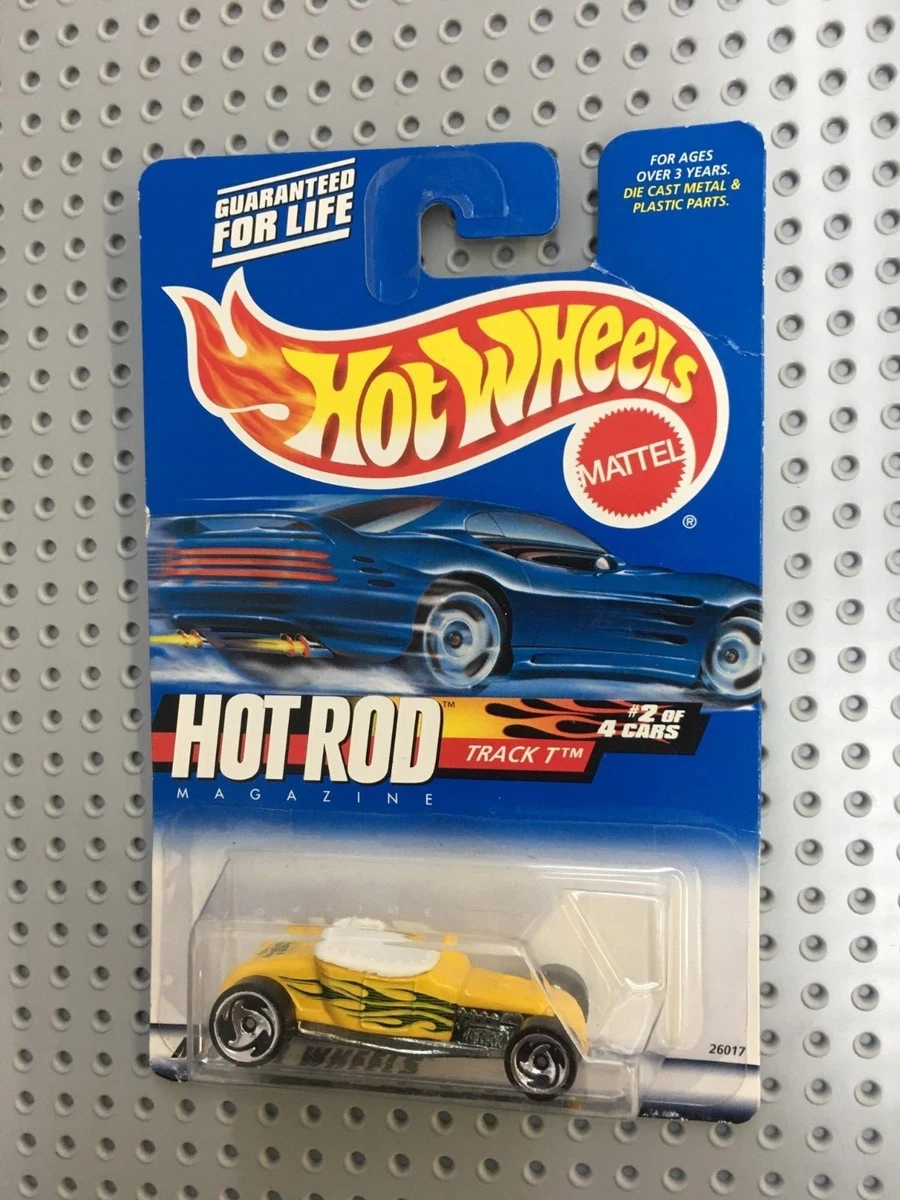 GUARANTEED
FOR LIFE
FOR AGES
OVER 3 YEARS.
DIE CAST METAL &
PLASTIC PARTS.
HOT WHEELS
MATTEL
®
HOT ROD™
MAGAZINE
TRACK T™
#2 OF
4 CARS
WHEELS
26017